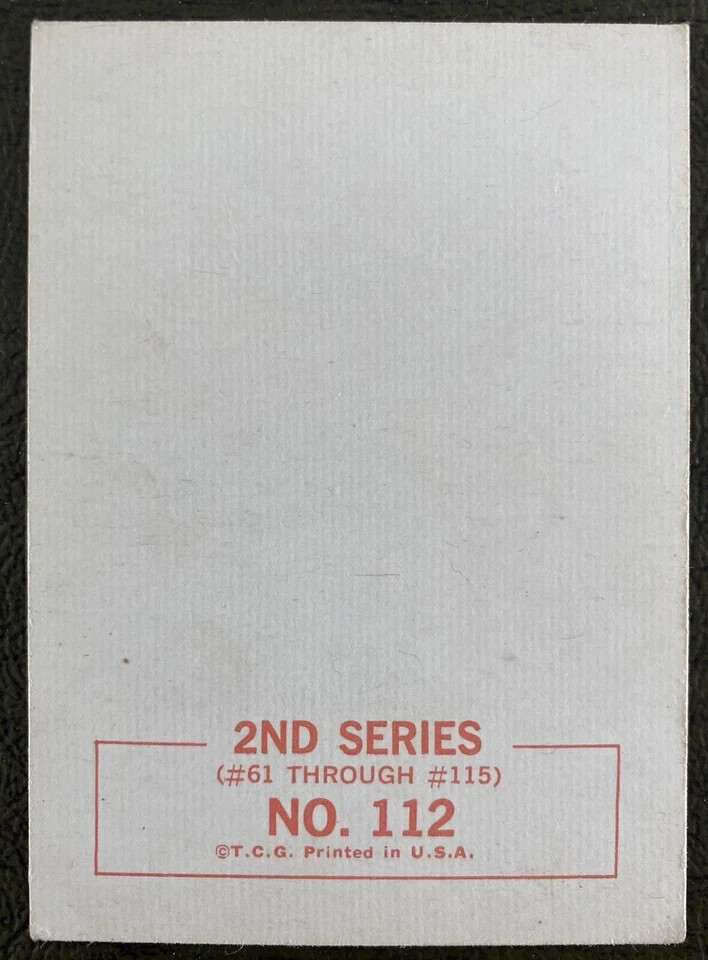 2ND SERIES
(#61 THROUGH #115)
NO. 112
©T.C.G. Printed in U.S.A.